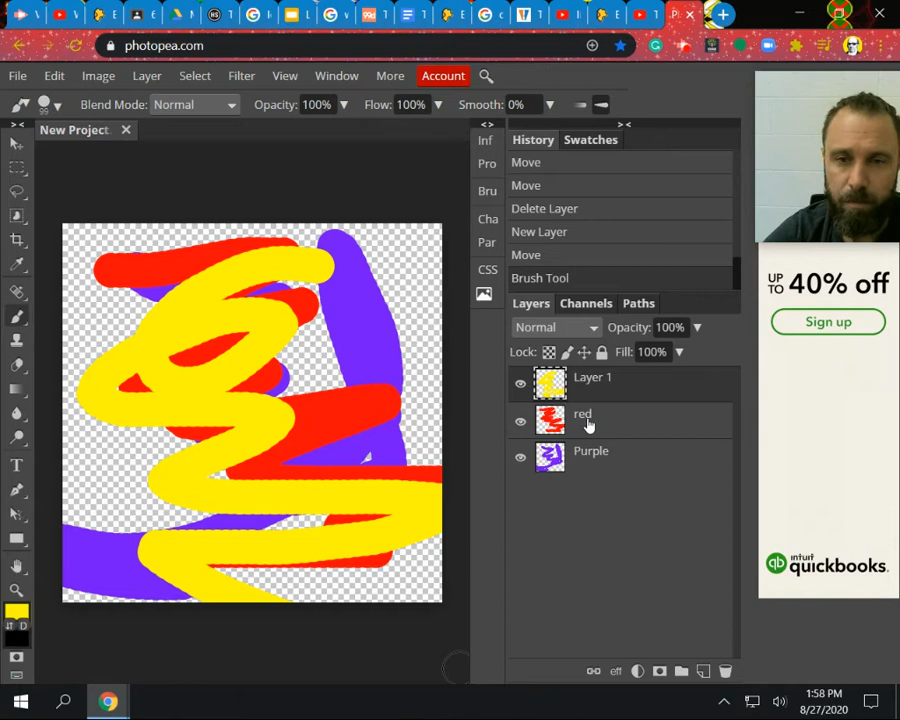 photopea.com
File Edit Image Layer Select Filter View Window More Account
99 Blend Mode: Normal Opacity: 100% Flow: 100% Smooth: 0%
New Project
Inf
Pro
Bru
Cha
Par
CSS
History Swatches
Move
Move
Delete Layer
New Layer
Move
Brush Tool
Layers Channels Paths
Normal Opacity: 100%
Lock: Fill: 100%
Layer 1
red
Purple
eff
D
UP TO 40% off
Sign up
intuit
quickbooks.
1:58 PM
8/27/2020